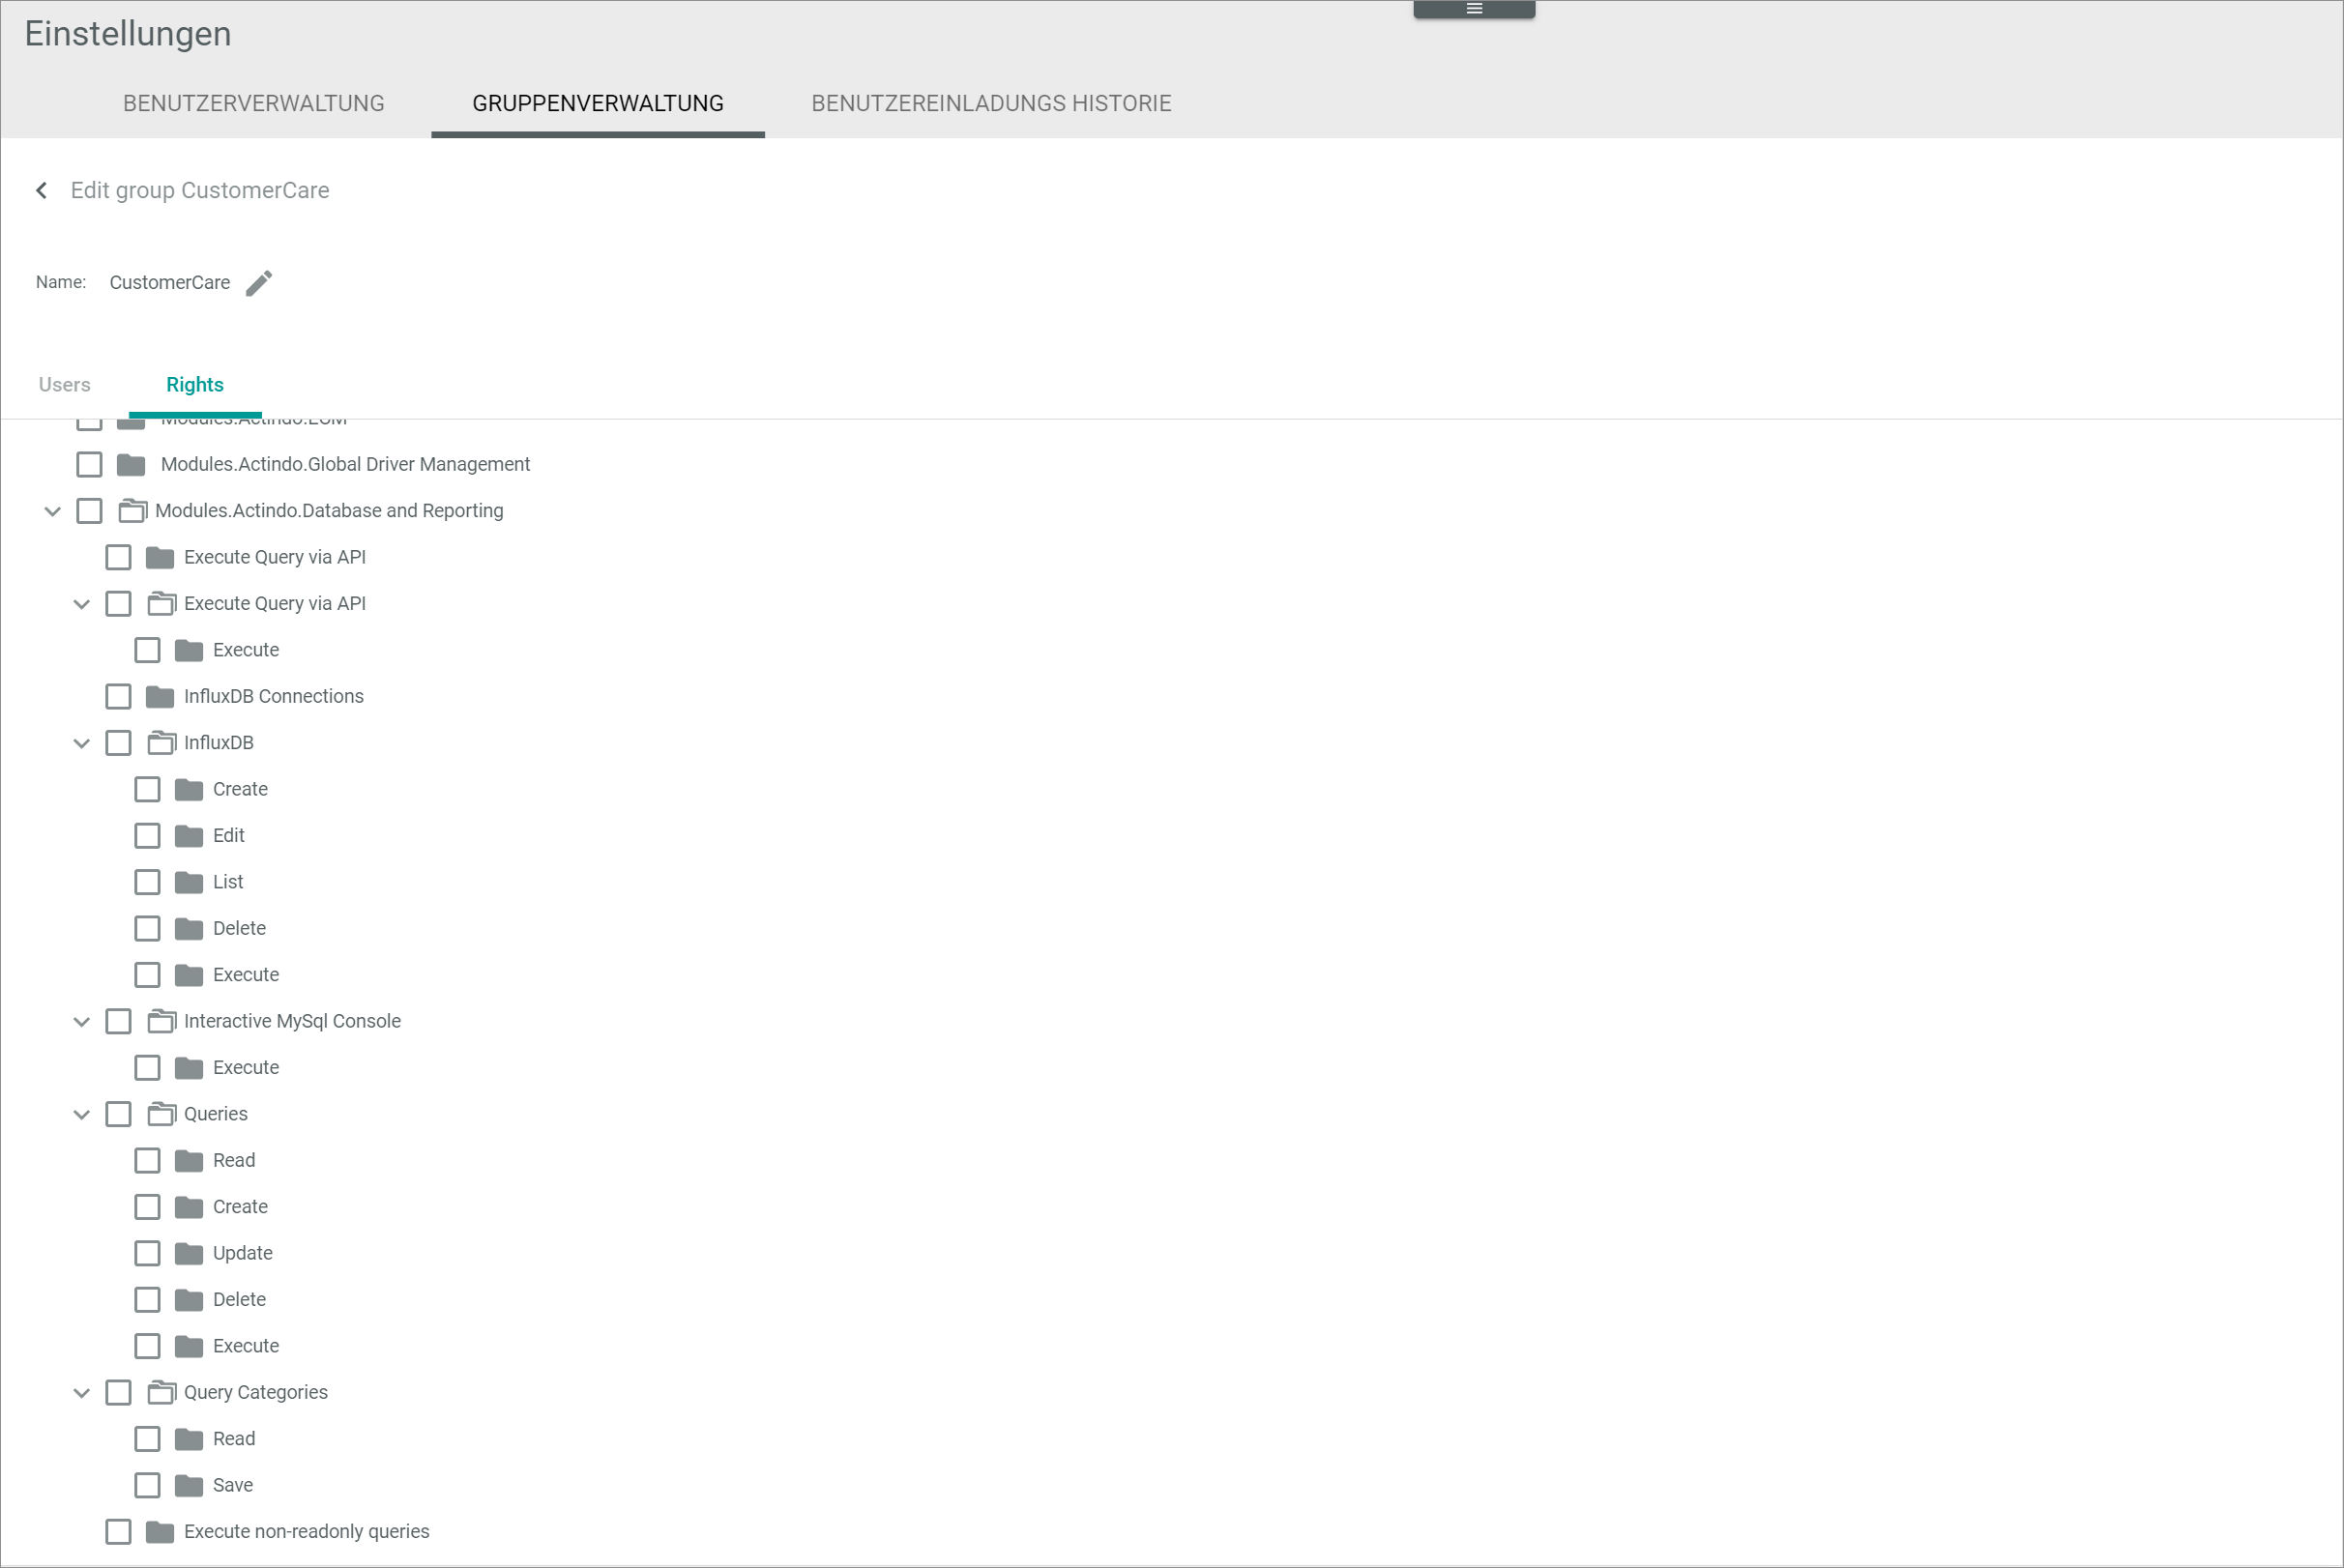 Einstellungen
BENUTZERVERWALTUNG GRUPPENVERWALTUNG BENUTZEREINLADUNGS HISTORIE
Edit group CustomerCare
Name: CustomerCare
Users Rights
Modules.Actindo.ECM
Modules.Actindo.Global Driver Management
Modules.Actindo.Database and Reporting
Execute Query via API
Execute Query via API
Execute
InfluxDB Connections
InfluxDB
Create
Edit
List
Delete
Execute
Interactive MySql Console
Execute
Queries
Read
Create
Update
Delete
Execute
Query Categories
Read
Save
Execute non-readonly queries